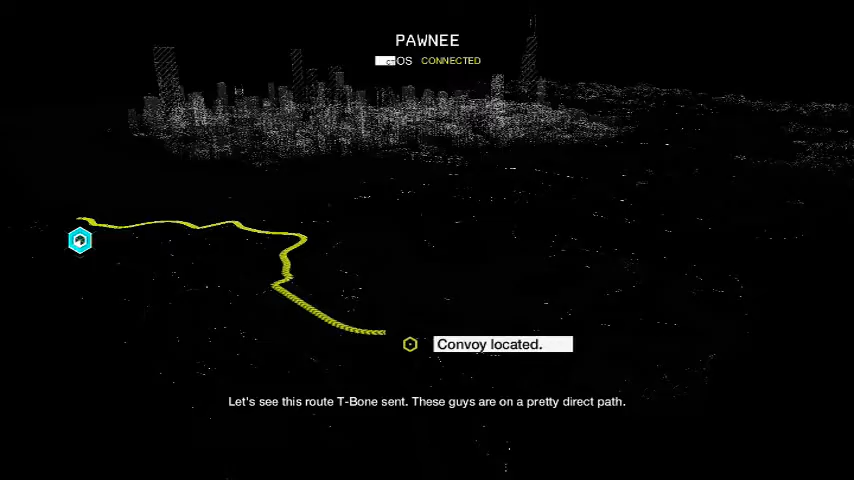 PAWNEE
OS CONNECTED
Convoy located.
Let's see this route T-Bone sent. These guys are on a pretty direct path.